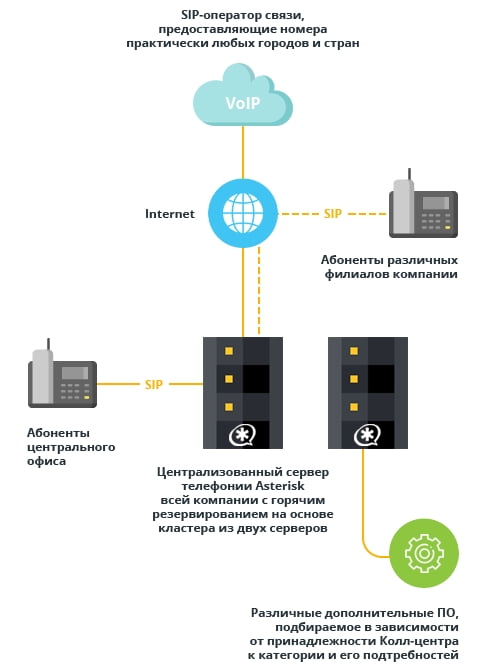 SIP-оператор связи,
предоставляющие номера
практически любых городов и стран
VoIP
Internet
SIP
Абоненты различных
филиалов компании
SIP
Абоненты
центрального
офиса
Централизованный сервер
телефонии Asterisk
всей компании с горячим
резервированием на основе
кластера из двух серверов
Различные дополнительные ПО,
подбираемое в зависимости
от принадлежности Колл-центра
к категории и его подтребностей